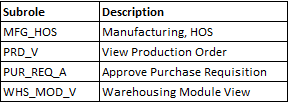 Subrole Description
MFG_HOS Manufacturing, HOS
PRD_V View Production Order
PUR_REQ_A Approve Purchase Requisition
WHS_MOD_V Warehousing Module View